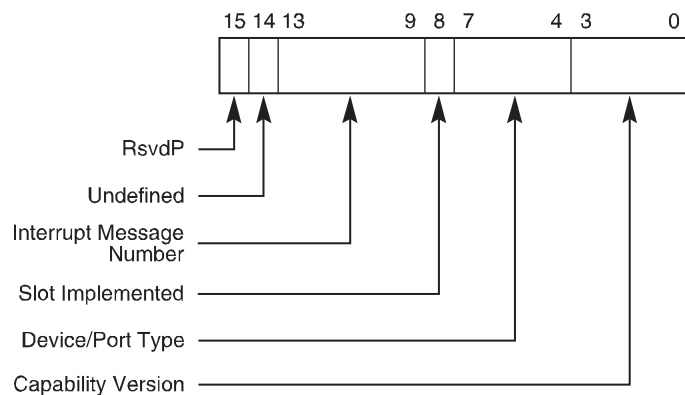 15 14 13 9 8 7 4 3 0
RsvdP
Undefined
Interrupt Message
Number
Slot Implemented
Device/Port Type
Capability Version